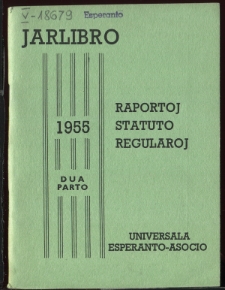 V-18679 Esperanto
JARLIBRO
1955
DUA
PARTO
RAPORTOJ
STATUTO
REGULAROJ
UNIVERSALA
ESPERANTO-ASOCIO